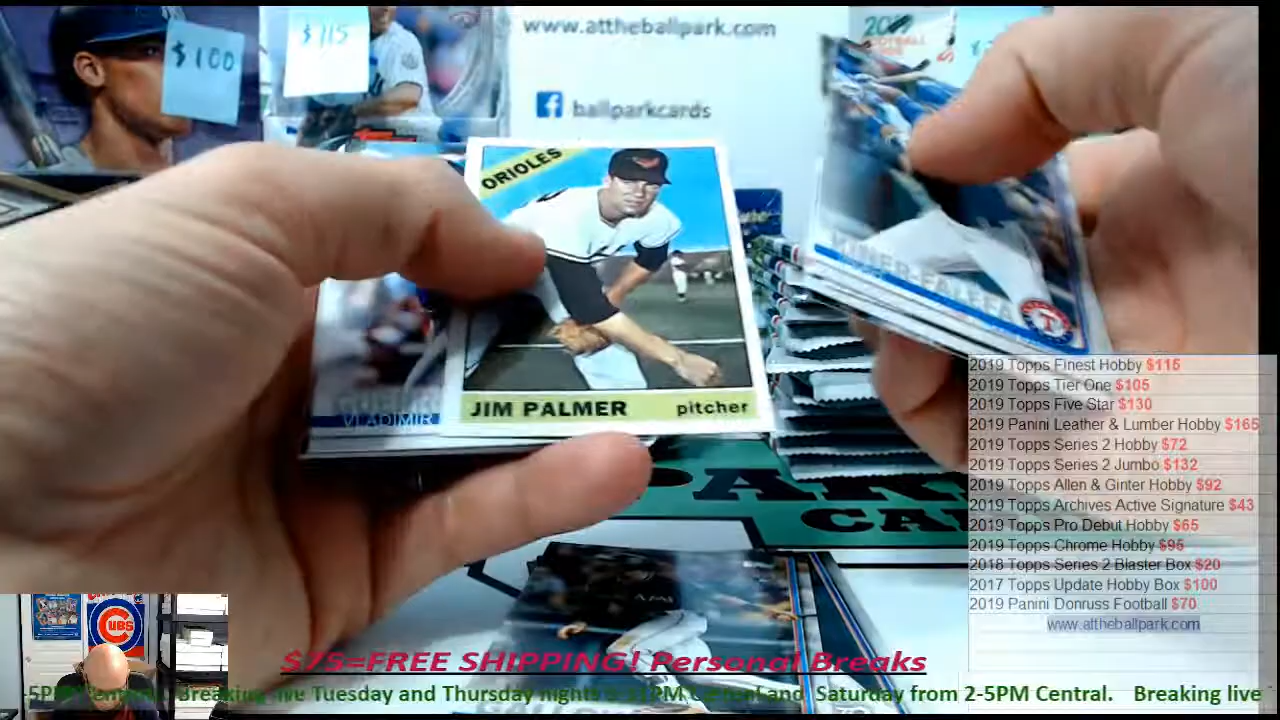 $100
$115
www.attheballpark.com
ballparkcards
ORIOLES
JIM PALMER pitcher
VLADIMIR
KINER-FALEFA
CUBS
2019 Topps Finest Hobby $115
2019 Topps Tier One $105
2019 Topps Five Star $130
2019 Panini Leather & Lumber Hobby $165
2019 Topps Series 2 Hobby $72
2019 Topps Series 2 Jumbo $132
2019 Topps Allen & Ginter Hobby $92
2019 Topps Archives Active Signature $43
2019 Topps Pro Debut Hobby $65
2019 Topps Chrome Hobby $95
2018 Topps Series 2 Blaster Box $20
2017 Topps Update Hobby Box $100
2019 Panini Donruss Football $70
www.attheballpark.com
$75=FREE SHIPPING! Personal Breaks
Tuesday and Thursday nights Saturday from 2-5PM Central. Breaking live